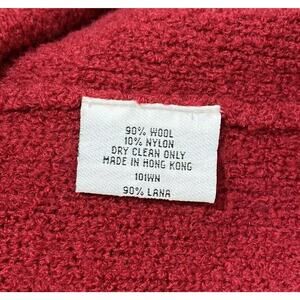 90% WOOL
10% NYLON
DRY CLEAN ONLY
MADE IN HONG KONG
101WN
90% LANA